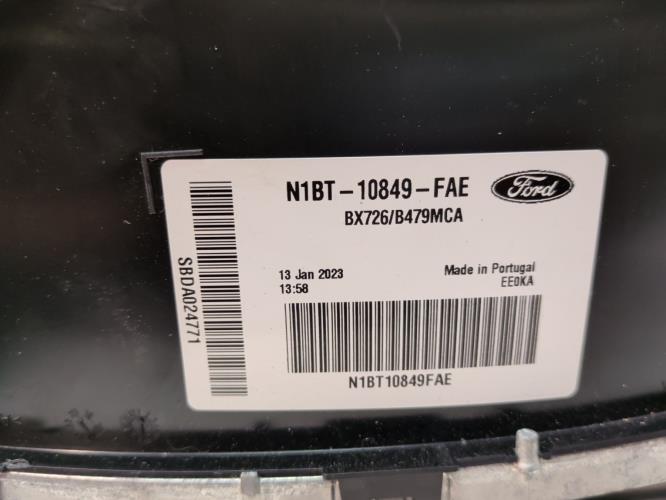 N1BT-10849-FAE
Ford
BX726/B479MCA
13 Jan 2023
13:58
Made in Portugal
EE0KA
N1BT10849FAE
SBDA024771